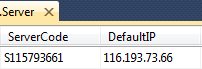 .Server
ServerCode DefaultIP
S115793661 116.193.73.66